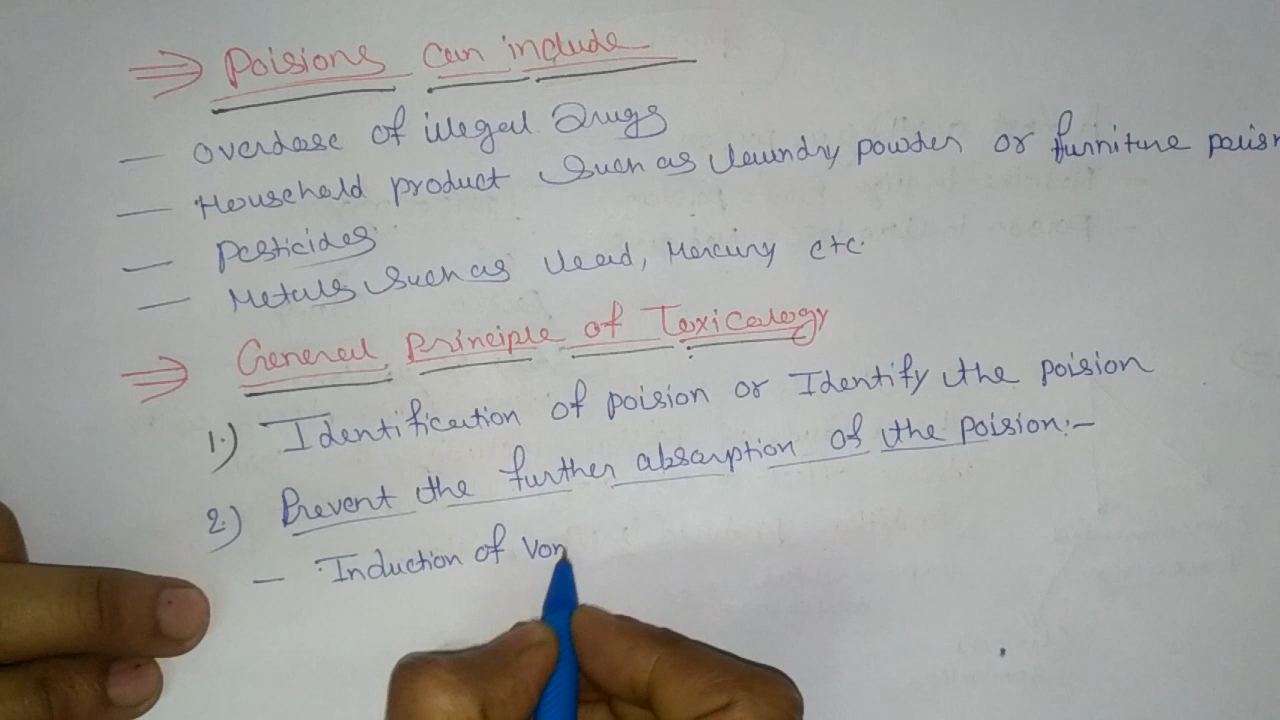 ⇒ Poisions can include
— overdose of illegal Drugs
— Household product Such as laundry powder or furniture polish
— Pesticides
— Metals such as lead, Mercury etc.
⇒ General principle of Toxicology
1.) Identification of poision or Identify the poision
2) Prevent the further absorption of the poision:-
— Induction of Vom